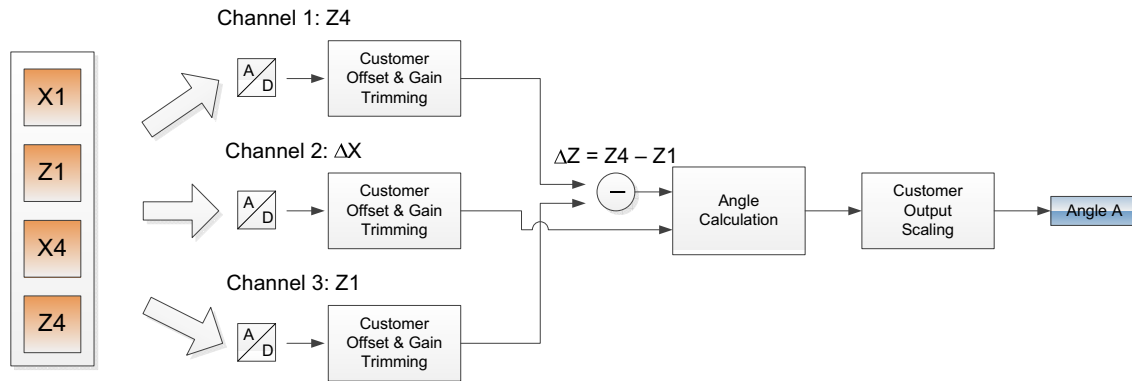 Channel 1: Z4
X1
Z1
X4
Z4
A
D
Customer
Offset & Gain
Trimming
Channel 2: ΔX
A
D
Customer
Offset & Gain
Trimming
Channel 3: Z1
A
D
Customer
Offset & Gain
Trimming
ΔZ = Z4 – Z1
–
Angle
Calculation
Customer
Output
Scaling
Angle A